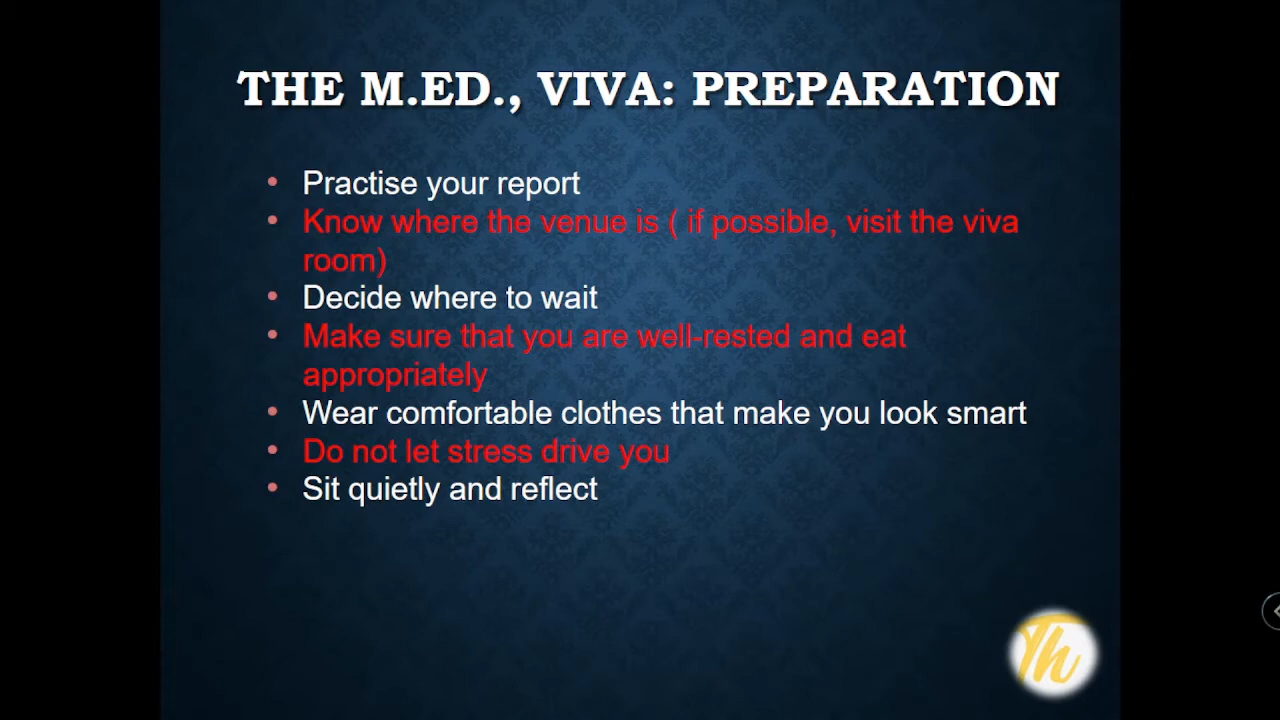 THE M.ED., VIVA: PREPARATION
• Practise your report
• Know where the venue is ( if possible, visit the viva
room)
• Decide where to wait
• Make sure that you are well-rested and eat
appropriately
• Wear comfortable clothes that make you look smart
• Do not let stress drive you
• Sit quietly and reflect
Th